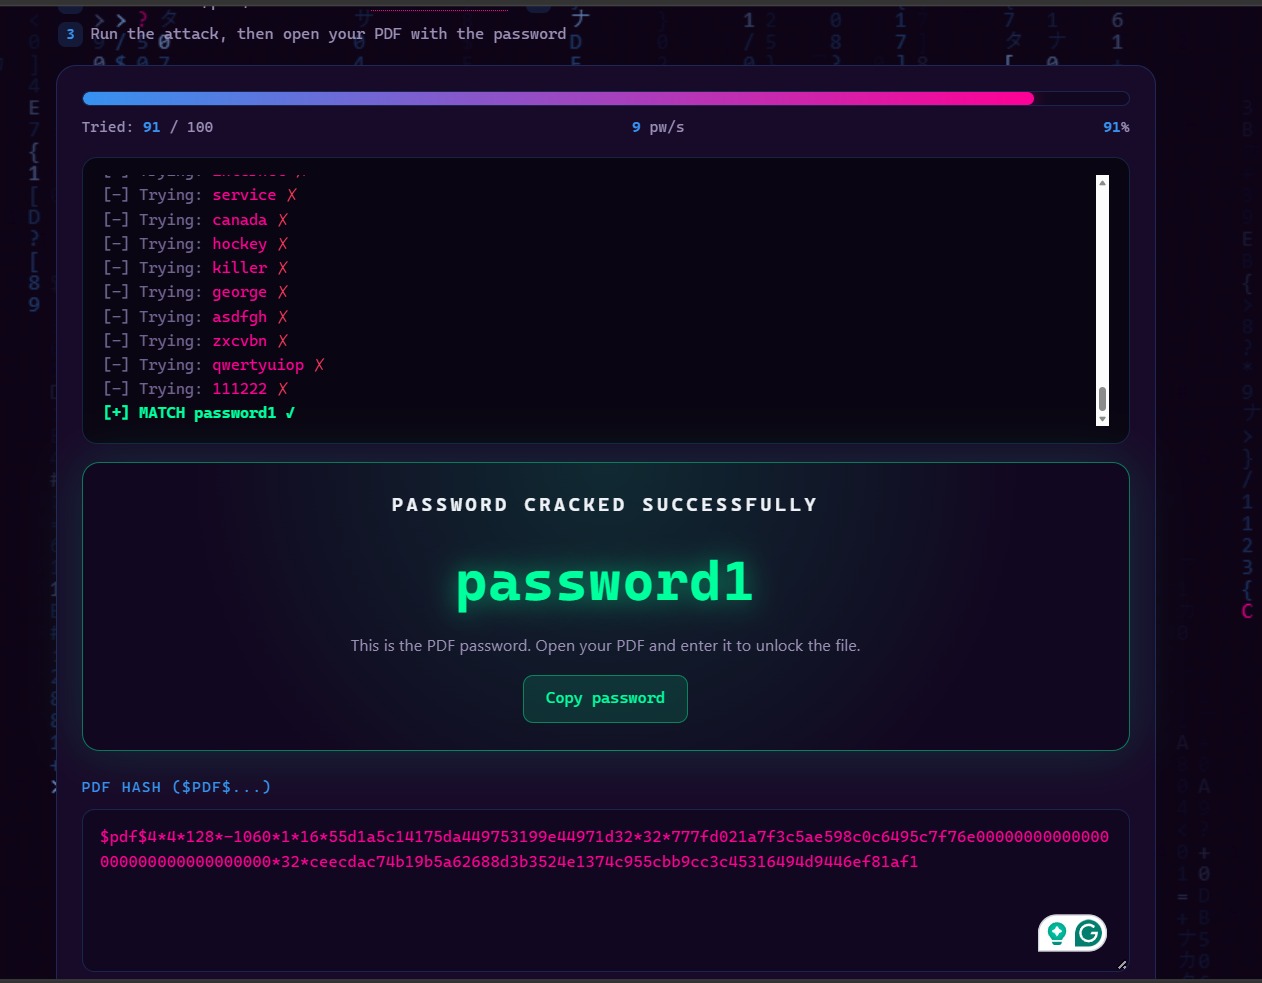 3 Run the attack, then open your PDF with the password
Tried: 91 / 100
9 pw/s
91%
[-] Trying: service ✗
[-] Trying: canada ✗
[-] Trying: hockey ✗
[-] Trying: killer ✗
[-] Trying: george ✗
[-] Trying: asdfgh ✗
[-] Trying: zxcvbn ✗
[-] Trying: qwertyuiop ✗
[-] Trying: 111222 ✗
[+] MATCH password1 ✓
PASSWORD CRACKED SUCCESSFULLY
password1
This is the PDF password. Open your PDF and enter it to unlock the file.
Copy password
PDF HASH ($PDF$...)
$pdf$4*4*128*-1060*1*16*55d1a5c14175da449753199e44971d32*32*777fd021a7f3c5ae598c0c6495c7f76e000000000000000
0000000000000000000*32*ceecdac74b19b5a62688d3b3524e1374c955cbb9cc3c45316494d9446ef81af1